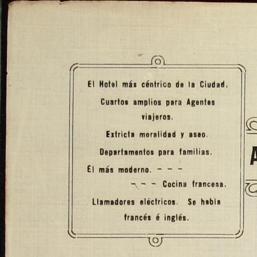 El Hotel más céntrico de la Ciudad.
Cuartos amplios para Agentes
viajeros.
Extricta moralidad y aseo.
Departamentos para familias.
El más moderno. - - -
- - - Cocina francesa.
Llamadores eléctricos. Se habla
francés é inglés.
A